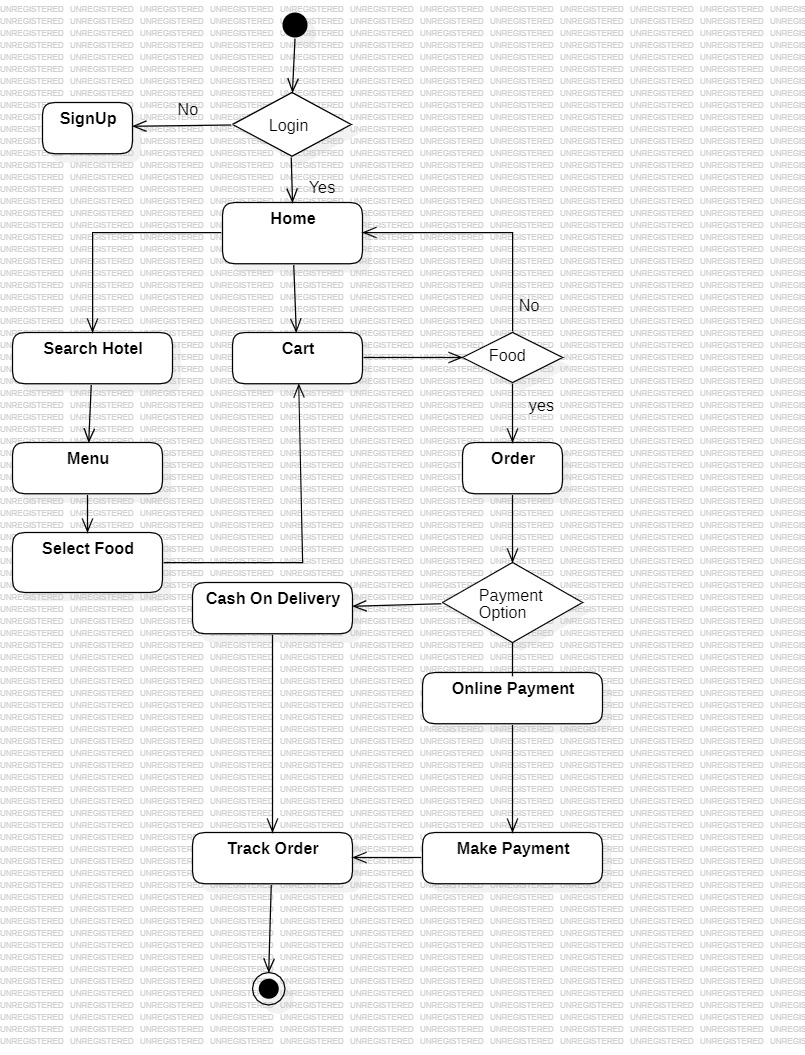 No
SignUp
Login
Yes
Home
No
Search Hotel
Cart
Food
yes
Menu
Order
Select Food
Cash On Delivery
Payment
Option
Online Payment
Track Order
Make Payment
UNREGISTERED